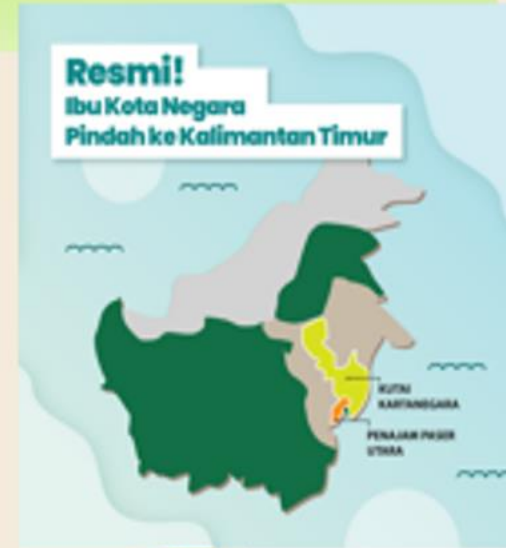 Resmi!
Ibu Kota Negara
Pindah ke Kalimantan Timur
KUTAI
KARTANEGARA
PENAJAM PASER
UTARA